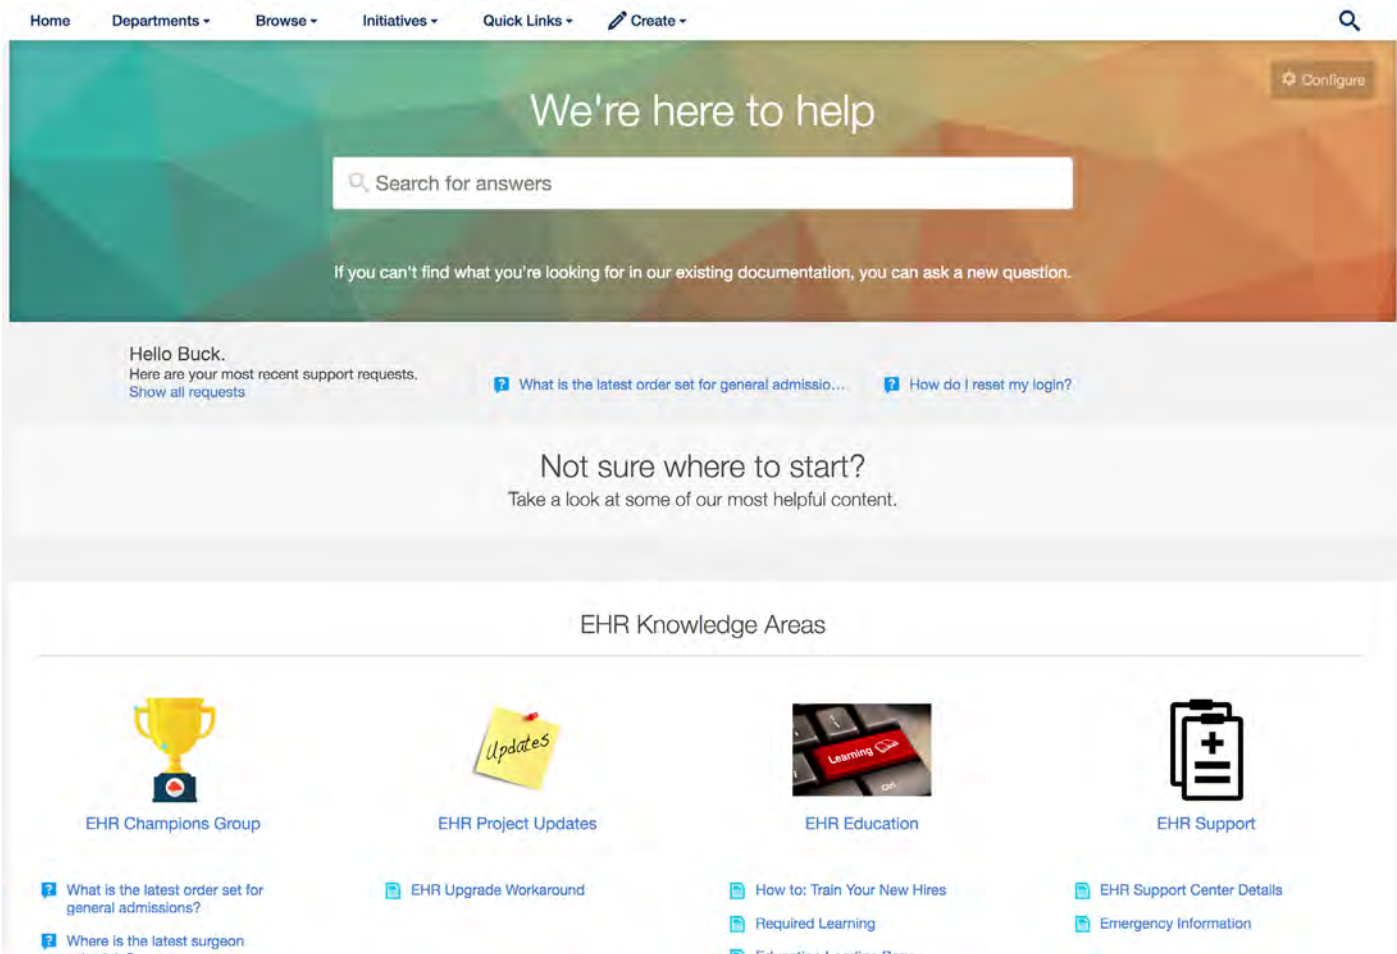 Home Departments Browse Initiatives Quick Links Create
Configure
We're here to help
Search for answers
If you can't find what you're looking for in our existing documentation, you can ask a new question.
Hello Buck.
Here are your most recent support requests.
Show all requests
What is the latest order set for general admissio...
How do I reset my login?
Not sure where to start?
Take a look at some of our most helpful content.
EHR Knowledge Areas
Updates
Learning
Ctrl
EHR Champions Group
EHR Project Updates
EHR Education
EHR Support
What is the latest order set for
general admissions?
Where is the latest surgeon
EHR Upgrade Workaround
How to: Train Your New Hires
Required Learning
EHR Support Center Details
Emergency Information